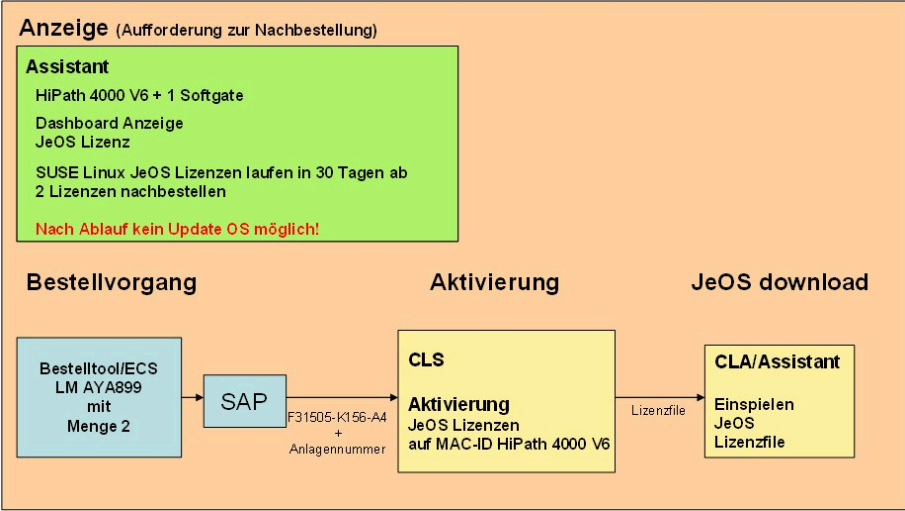 Anzeige (Aufforderung zur Nachbestellung)
Assistant
HiPath 4000 V6 + 1 Softgate
Dashboard Anzeige
JeOS Lizenz
SUSE Linux JeOS Lizenzen laufen in 30 Tagen ab
2 Lizenzen nachbestellen
Nach Ablauf kein Update OS möglich!
Bestellvorgang
Aktivierung
JeOS download
Bestelltool/ECS
LM AYA899
mit
Menge 2
SAP
F31505-K156-A4
+
Anlagennummer
CLS
Aktivierung
JeOS Lizenzen
auf MAC-ID HiPath 4000 V6
Lizenzfile
CLA/Assistant
Einspielen
JeOS
Lizenzfile